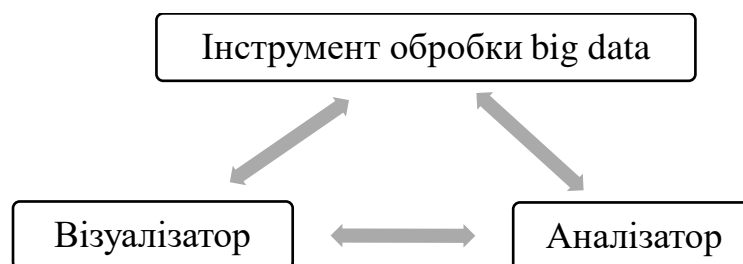 Інструмент обробки big data
Візуалізатор
Аналізатор